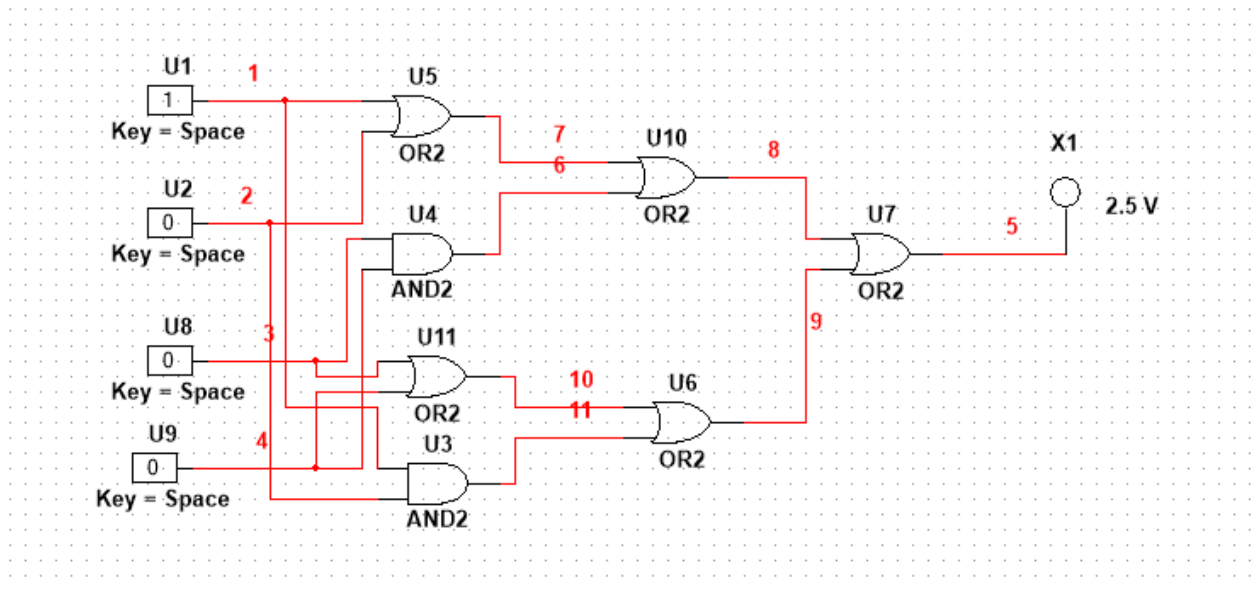 U1
1
1
U5
Key = Space
OR2
7
U10
8
X1
6
U2
2
0
U4
OR2
U7
2.5 V
5
Key = Space
AND2
OR2
U8
3
U11
9
0
Key = Space
10
U6
OR2
11
U9
4
U3
0
OR2
Key = Space
AND2